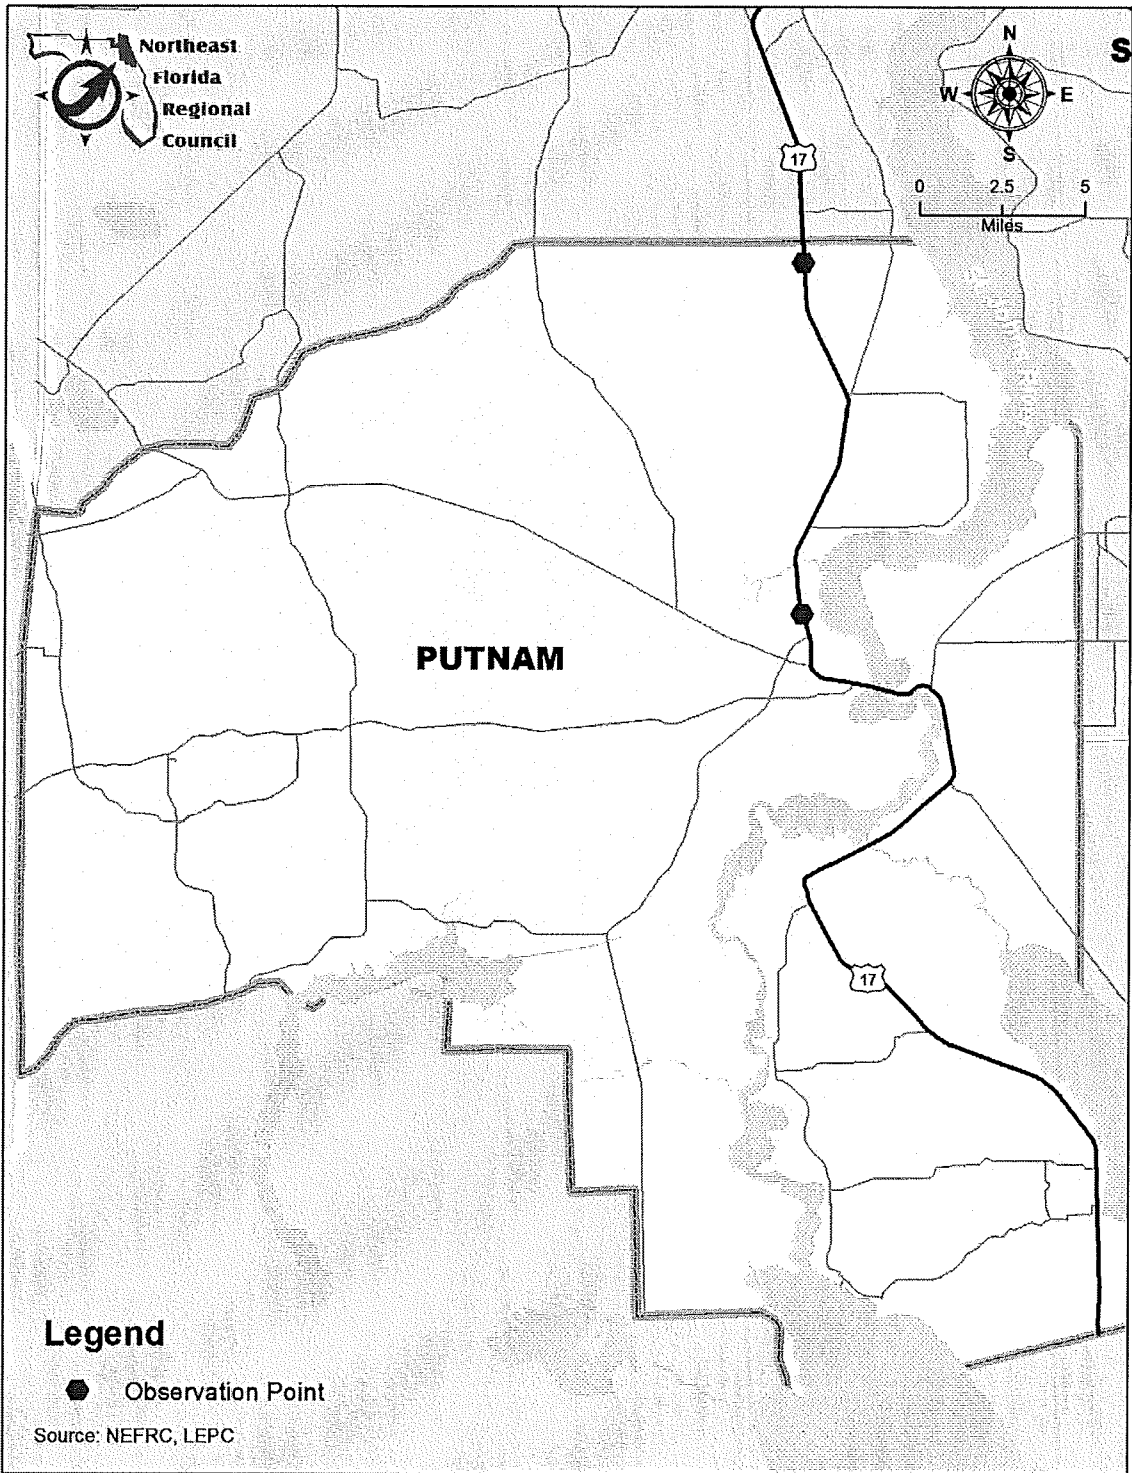 Northeast
Florida
Regional
Council
N
S
W
E
S
17
0 2.5 5
Miles
PUTNAM
17
Legend
Observation Point
Source: NEFRC, LEPC